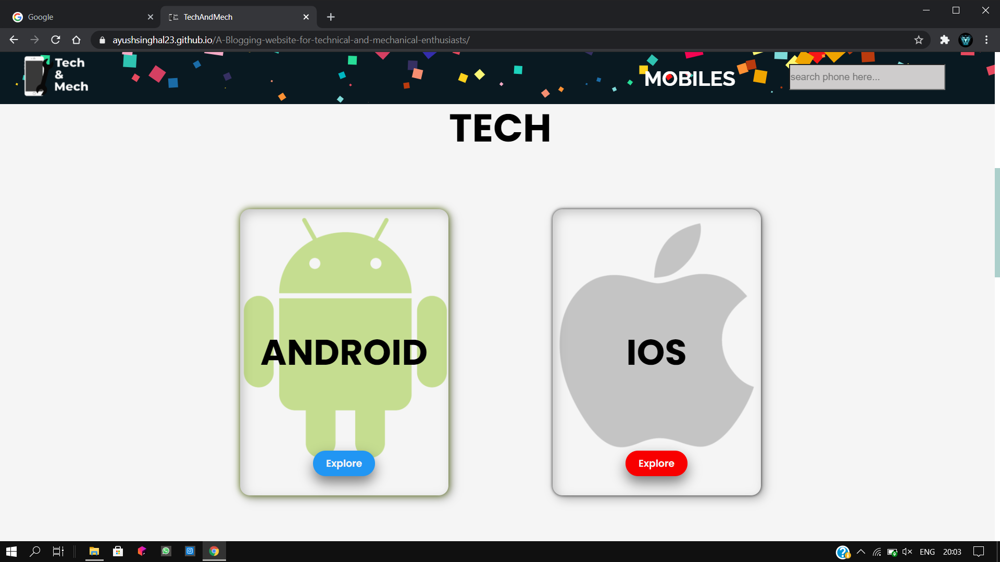 Google
TechAndMech
ayushsinghal23.github.io/A-Blogging-website-for-technical-and-mechanical-enthusiasts/
Tech
&
Mech
MOBILES
search phone here...
TECH
ANDROID
IOS
Explore
Explore
ENG
20:03